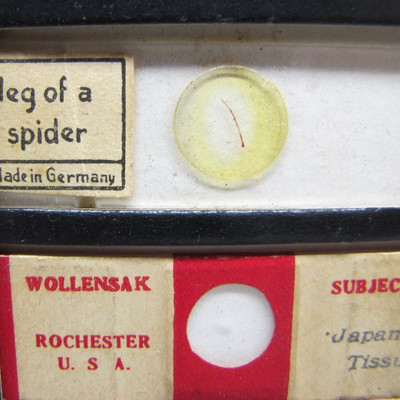 leg of a
spider
Made in Germany
WOLLENSAK
ROCHESTER
U. S. A.
SUBJEC
Japan
Tissu